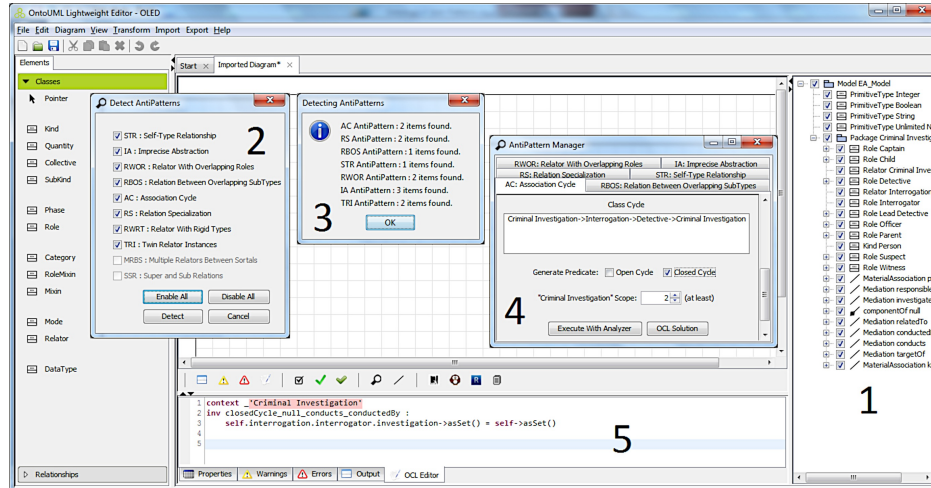 OntoUML Lightweight Editor - OLED
File Edit Diagram View Transform Import Export Help
Elements
Start
Imported Diagram*
Classes
Pointer
Kind
Quantity
Collective
SubKind
Phase
Role
Category
RoleMixin
Mixin
Mode
Relator
DataType
Relationships
Detect AntiPatterns
2
STR : Self-Type Relationship
IA : Imprecise Abstraction
RWOR : Relator With Overlapping Roles
RBOS : Relation Between Overlapping SubTypes
AC : Association Cycle
RS : Relation Specialization
RWRT : Relator With Rigid Types
TRI : Twin Relator Instances
MRBS : Multiple Relators Between Sortals
SSR : Super and Sub Relations
Enable All Disable All
Detect Cancel
Detecting AntiPatterns
AC AntiPattern : 2 items found.
RS AntiPattern : 2 items found.
RBOS AntiPattern : 1 items found.
STR AntiPattern : 1 items found.
RWOR AntiPattern : 2 items found.
IA AntiPattern : 3 items found.
TRI AntiPattern : 2 items found.
3
OK
AntiPattern Manager
RWOR: Relator With Overlapping Roles IA: Imprecise Abstraction
RS: Relation Specialization STR: Self-Type Relationship
AC: Association Cycle RBOS: Relation Between Overlapping SubTypes
Class Cycle
Criminal Investigation->Interrogation->Detective->Criminal Investigation
Generate Predicate: Open Cycle Closed Cycle
"Criminal Investigation" Scope: 2 (at least)
4
Execute With Analyzer OCL Solution
Model EA_Model
PrimitiveType Integer
PrimitiveType Boolean
PrimitiveType String
PrimitiveType Unlimited N
Package Criminal Investig
Role Captain
Role Child
Role Detective
Relator Criminal Inve
Relator Interrogation
Role Interrogator
Role Lead Detective
Role Officer
Role Parent
Kind Person
Role Suspect
Role Witness
MaterialAssociation p
Mediation responsible
Mediation investigate
componentOf null
Mediation relatedTo
Mediation conducted
Mediation conducts
Mediation targetOf
MaterialAssociation k
1
1 context _'Criminal Investigation'
2 inv closedCycle_null_conducts_conductedBy :
3 self.interrogation.interrogator.investigation->asSet() = self->asSet()
4
5
5
Properties Warnings Errors Output OCL Editor